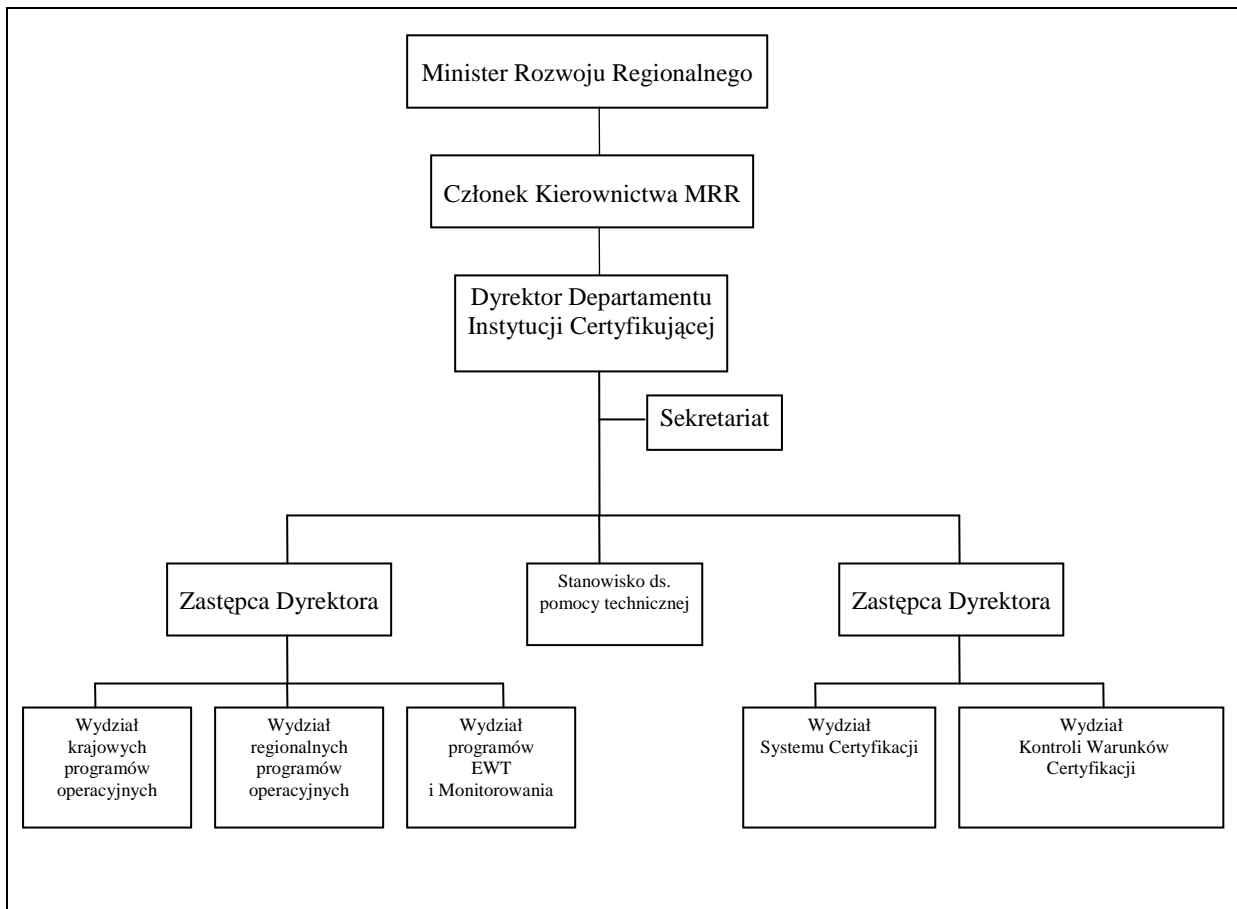 Minister Rozwoju Regionalnego
Członek Kierownictwa MRR
Dyrektor Departamentu
Instytucji Certyfikującej
Sekretariat
Zastępca Dyrektora
Stanowisko ds.
pomocy technicznej
Zastępca Dyrektora
Wydział
krajowych
programów
operacyjnych
Wydział
regionalnych
programów
operacyjnych
Wydział
programów
EWT
i Monitorowania
Wydział
Systemu Certyfikacji
Wydział
Kontroli Warunków
Certyfikacji